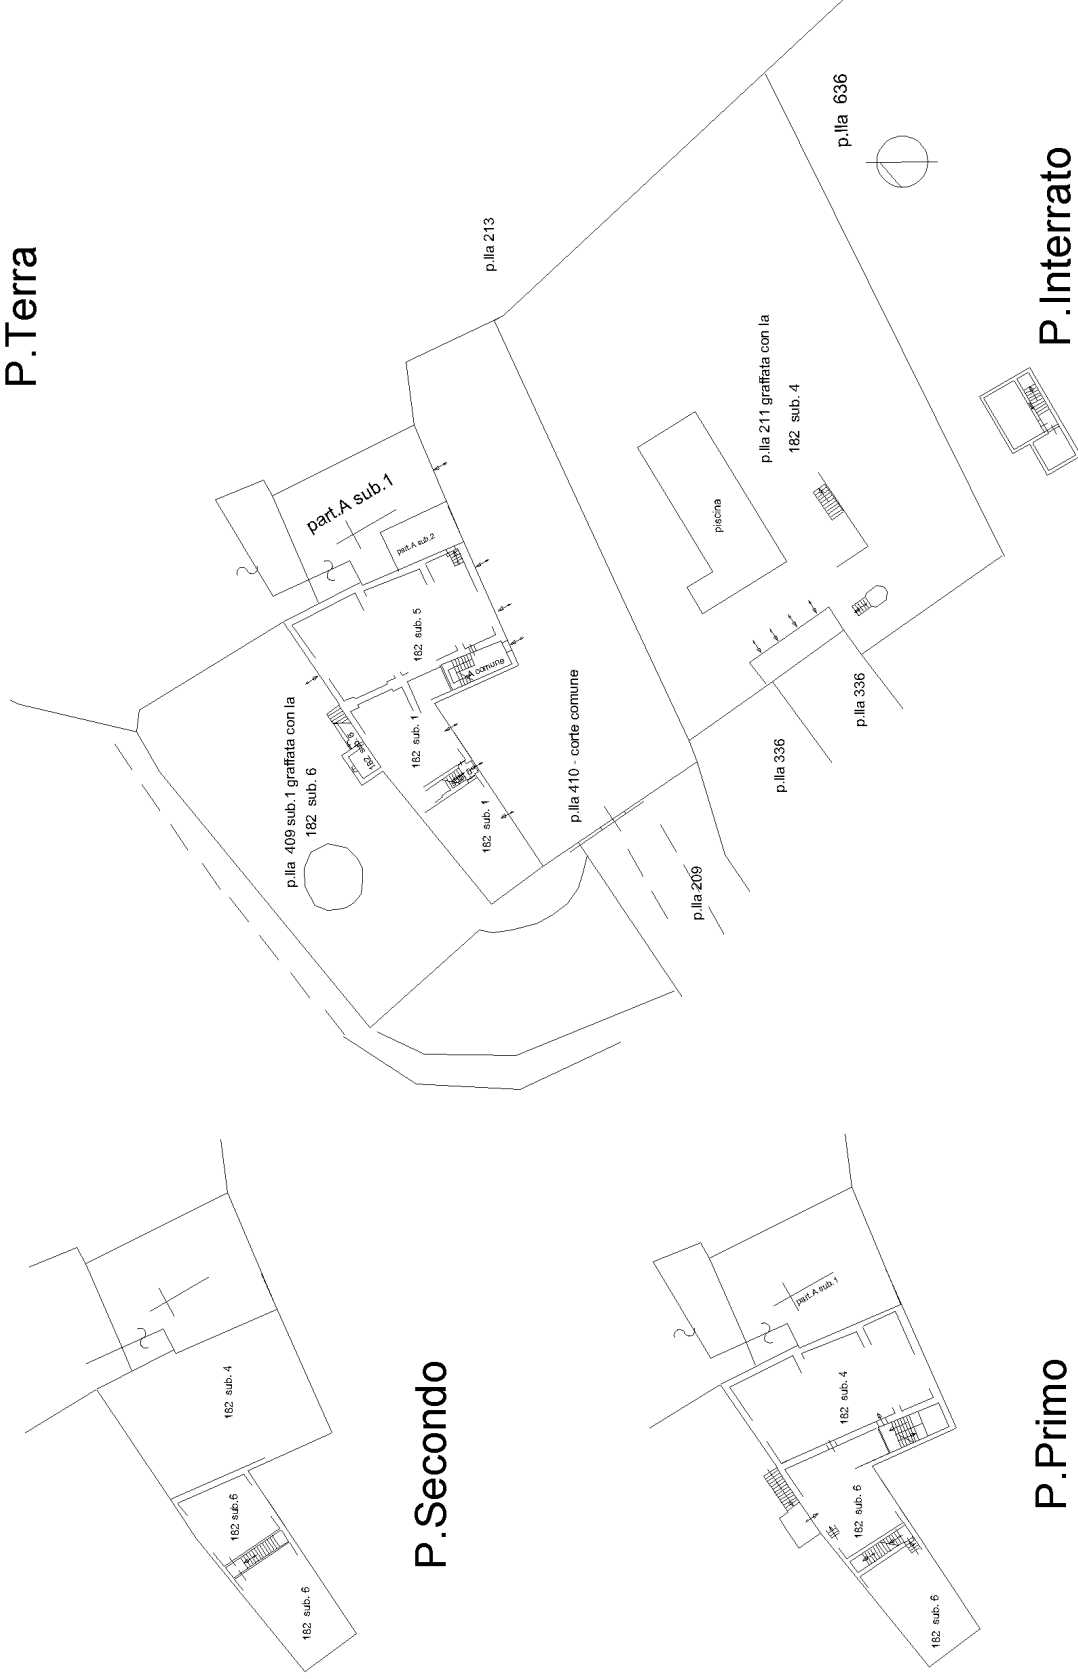 P.Terra
p.lla 213
p.lla 636
part.A sub.1
part.A sub.2
182 sub. 5
A comune
182 sub. 1
182 sub. 6
p.lla 409 sub.1 graffata con la
182 sub. 6
182 sub. 1
p.lla 410 - corte comune
p.lla 211 graffata con la
182 sub. 4
piscina
p.lla 336
p.lla 336
p.lla 209
P.Interrato
P.Secondo
182 sub. 4
182 sub.6
182 sub. 6
P.Primo
part.A sub.1
182 sub. 4
182 sub. 6
182 sub. 6